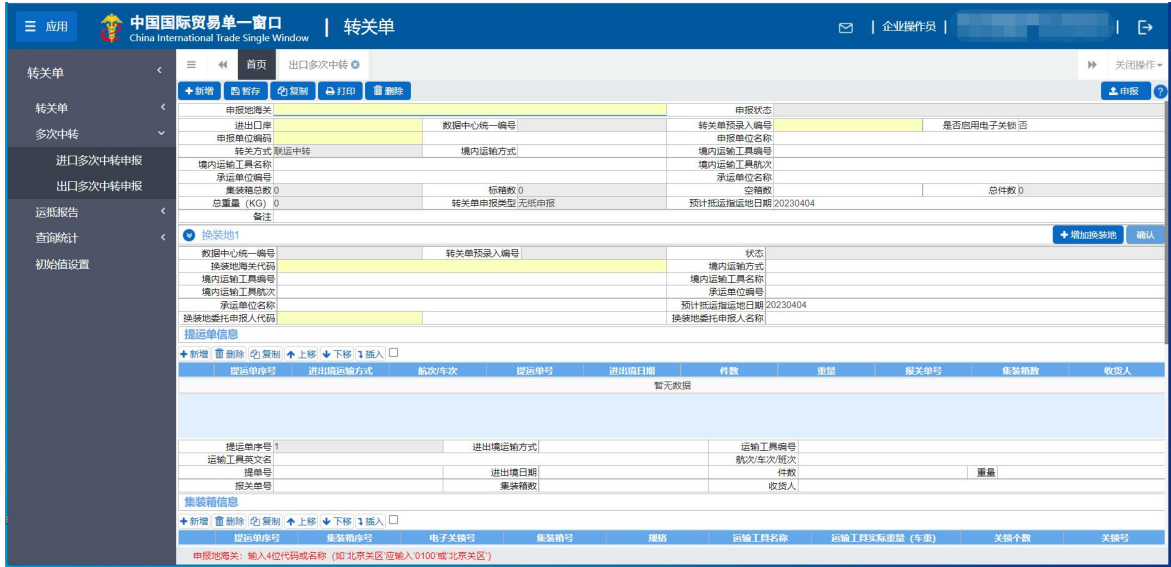 应用 中国国际贸易单一窗口 转关单 企业操作员
China International Trade Single Window
转关单 首页 出口多次中转 关闭操作
新增 暂存 复制 打印 删除 申报
转关单
多次中转
进口多次中转申报
出口多次中转申报
运抵报告
查询统计
初始值设置
申报地海关 申报状态
进出口岸 数据中心统一编号 转关单预录入编号 是否启用电子关锁 否
申报单位编码 申报单位名称
转关方式 联运中转 境内运输方式 境内运输工具编号
境内运输工具名称 境内运输工具航次
承运单位编号 承运单位名称
集装箱总数 0 标箱数 0 空箱数 总件数 0
总重量（KG） 0 转关单申报类型 无纸申报 预计抵运指运地日期 20230404
备注
换装地1 增加换装地 确认
数据中心统一编号 转关单预录入编号 状态
换装地海关代码 境内运输方式
境内运输工具编号 境内运输工具名称
境内运输工具航次 承运单位编号
承运单位名称 预计抵运指运地日期 20230404
换装地委托申报人代码 换装地委托申报人名称
提运单信息
新增 删除 复制 上移 下移 插入
提运单序号 进出境运输方式 航次/车次 提运单号 进出境日期 件数 重量 报关单号 集装箱数 收货人
暂无数据
提运单序号 1 进出境运输方式 运输工具编号
运输工具英文名 航次/车次/班次
提单号 进出境日期 件数 重量
报关单号 集装箱数 收货人
集装箱信息
新增 删除 复制 上移 下移 插入
提运单序号 集装箱序号 电子关锁号 集装箱号 规格 运输工具名称 运输工具实际重量（车重） 关锁个数 关锁号
申报地海关：输入4位代码或名称（如'北京关区'应输入'0100'或'北京关区'）